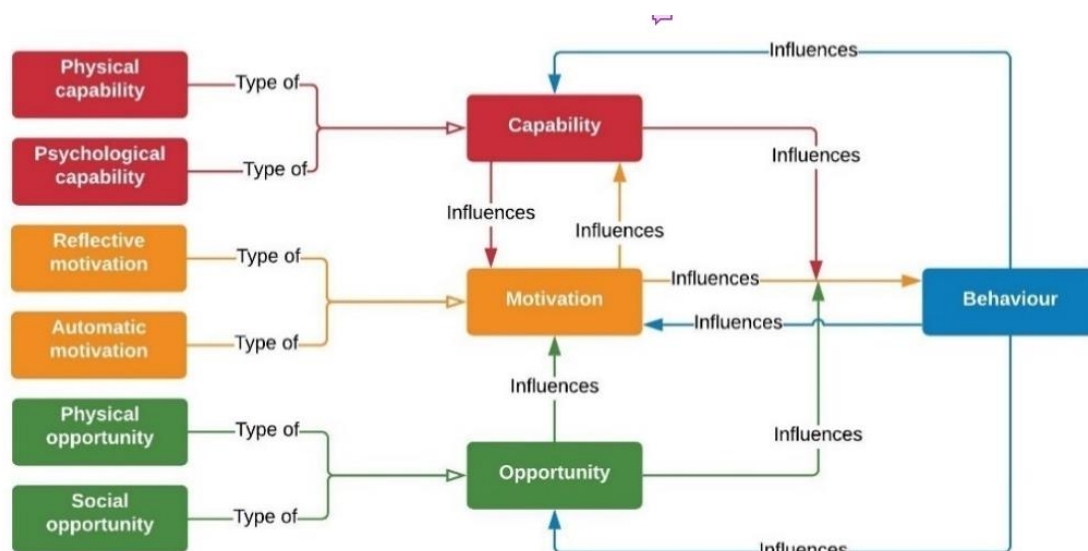 Influences
Physical
capability
Type of
Capability
Influences
Psychological
capability
Type of
Influences
Influences
Reflective
motivation
Type of
Motivation
Influences
Behaviour
Automatic
motivation
Type of
Influences
Influences
Physical
opportunity
Type of
Influences
Opportunity
Social
opportunity
Type of
Influences